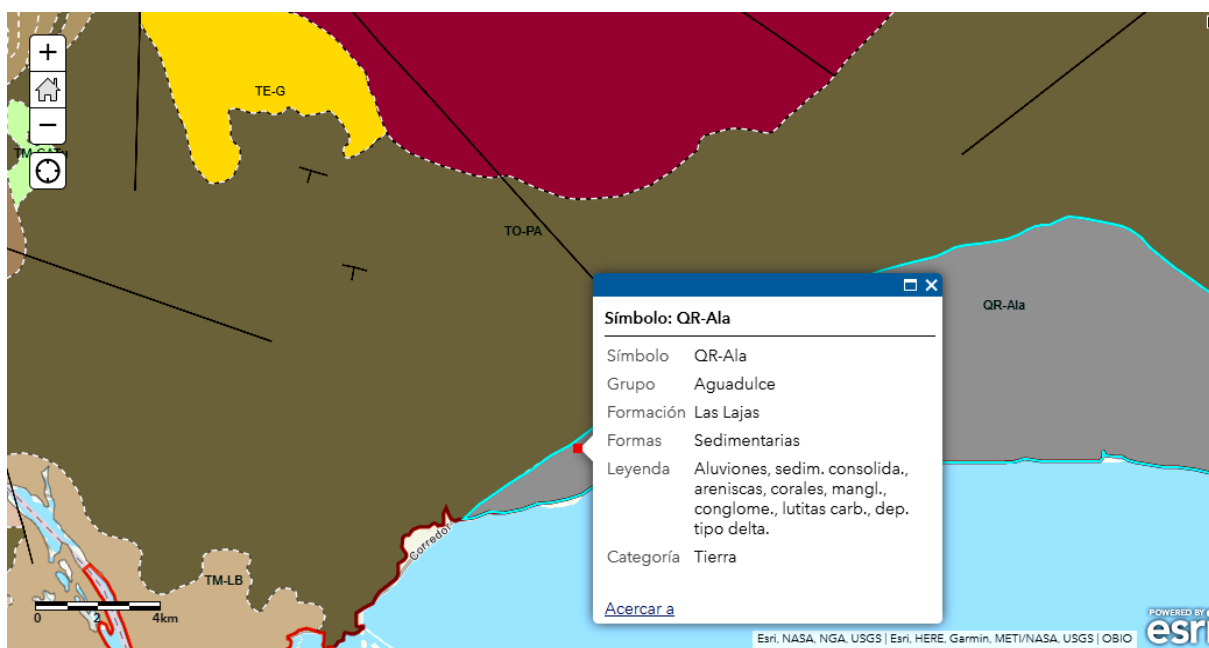 +
−
TE-G
TO-PA
QR-Ala
Símbolo: QR-Ala
Símbolo QR-Ala
Grupo Aguadulce
Formación Las Lajas
Formas Sedimentarias
Leyenda Aluviones, sedim. consolida.,
areniscas, corales, mangl.,
conglome., lutitas carb., dep.
tipo delta.
Categoría Tierra
Acercar a
Corredor
TM-LB
0 2 4km
Esri, NASA, NGA, USGS | Esri, HERE, Garmin, METI/NASA, USGS | OBIO
POWERED BY
esri